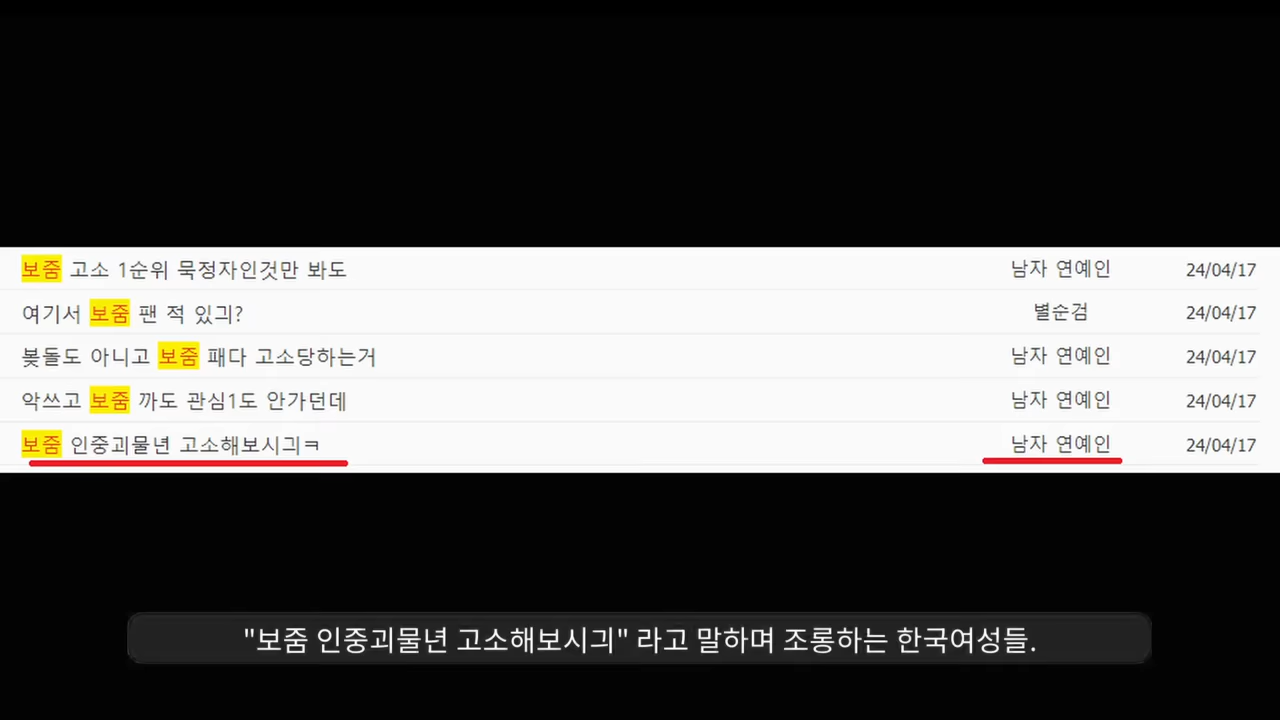 보줌 고소 1순위 묵정자인것만 봐도 남자 연예인 24/04/17
여기서 보줌 팬 적 있긔? 별순검 24/04/17
봊돌도 아니고 보줌 패다 고소당하는거 남자 연예인 24/04/17
악쓰고 보줌 까도 관심1도 안가던데 남자 연예인 24/04/17
보줌 인중괴물년 고소해보시긔ㅋ 남자 연예인 24/04/17
"보줌 인중괴물년 고소해보시긔" 라고 말하며 조롱하는 한국여성들.